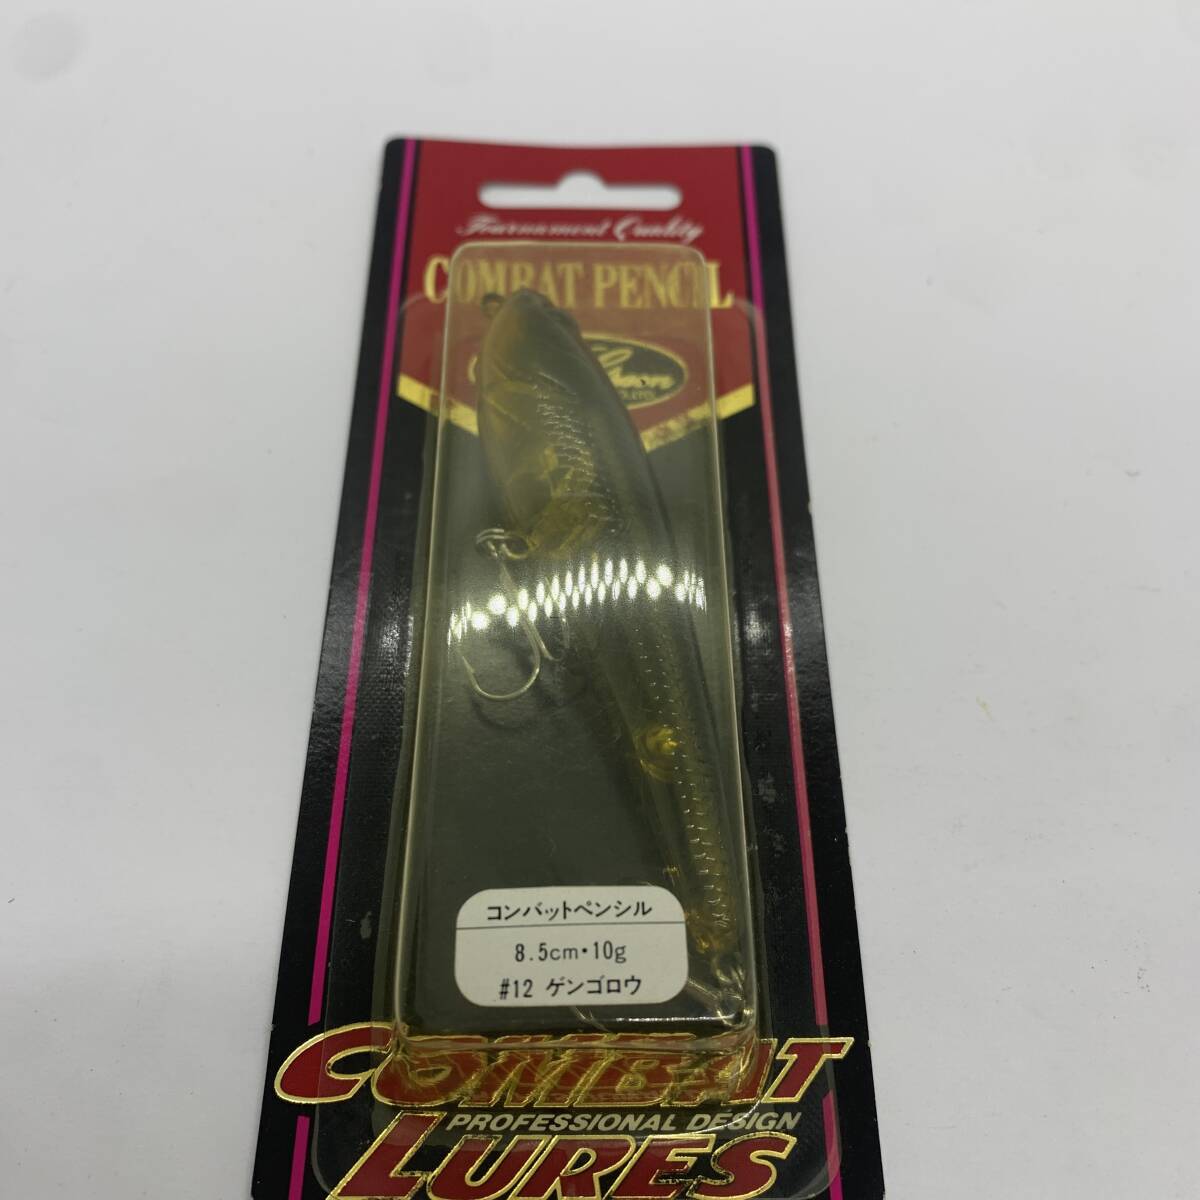 Tournament Quality
COMBAT PENCIL
コンバットペンシル
8.5cm・10g
#12 ゲンゴロウ
COMBAT
PROFESSIONAL DESIGN
LURES